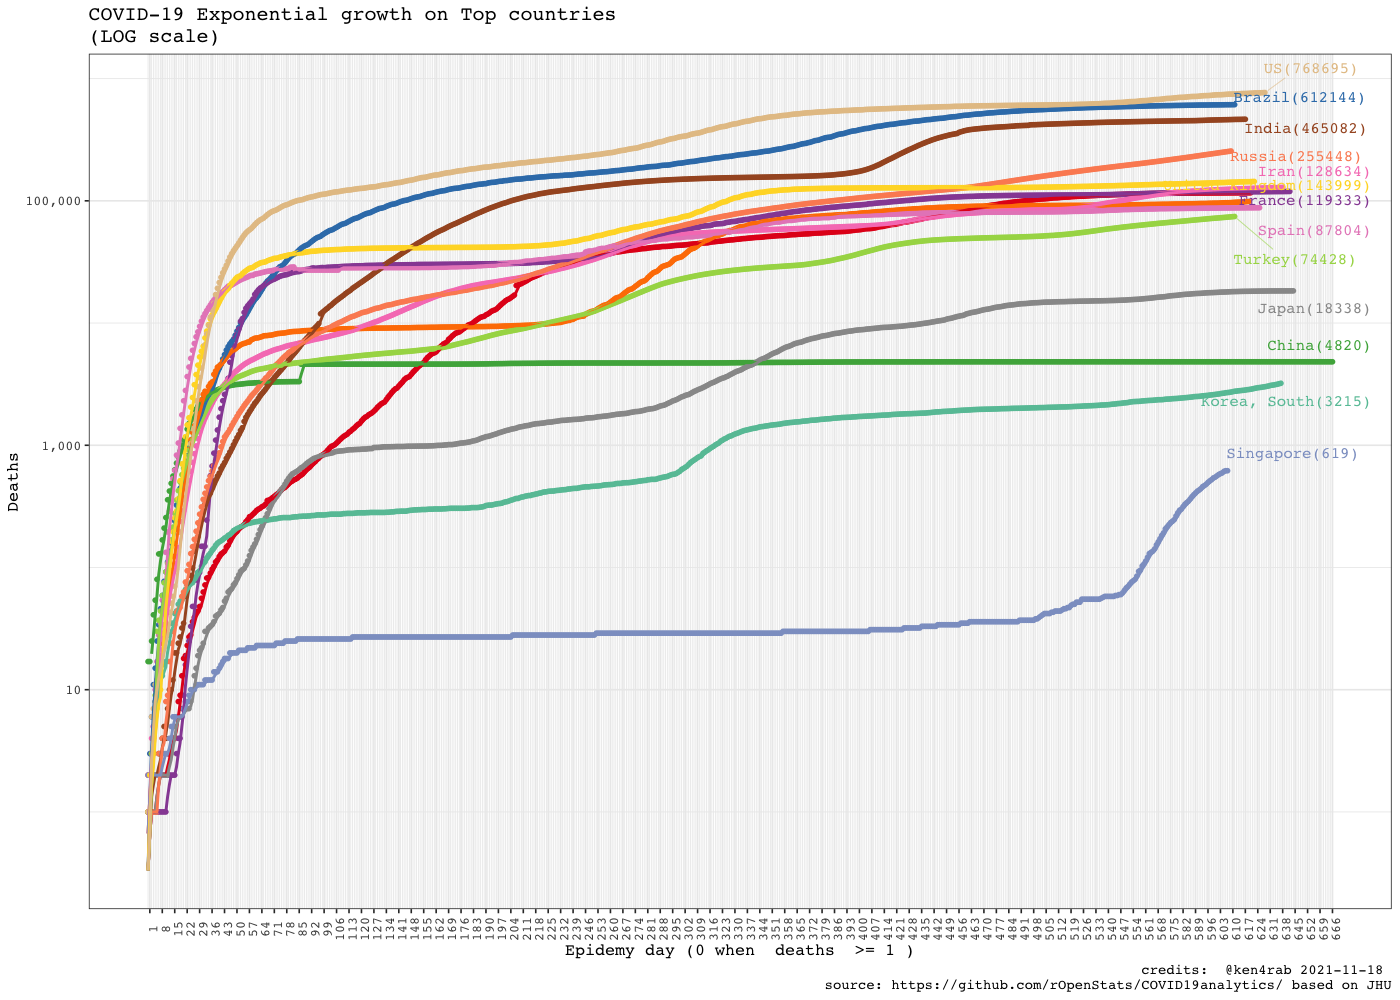 COVID-19 Exponential growth on Top countries
(LOG scale)
US(768695)
Brazil(612144)
India(465082)
Russia(255448)
Iran(128634)
United Kingdom(143999)
France(119333)
Spain(87804)
Turkey(74428)
Japan(18338)
China(4820)
Korea, South(3215)
Singapore(619)
100,000
1,000
10
Deaths
1 8 15 22 29 36 43 50 57 64 71 78 85 92 99 106 113 120 127 134 141 148 155 162 169 176 183 190 197 204 211 218 225 232 239 246 253 260 267 274 281 288 295 302 309 316 323 330 337 344 351 358 365 372 379 386 393 400 407 414 421 428 435 442 449 456 463 470 477 484 491 498 505 512 519 526 533 540 547 554 561 568 575 582 589 596 603 610 617 624 631 638 645 652 659 666
Epidemy day (0 when  deaths  >= 1 )
credits:  @ken4rab 2021-11-18
source: https://github.com/rOpenStats/COVID19analytics/ based on JHU